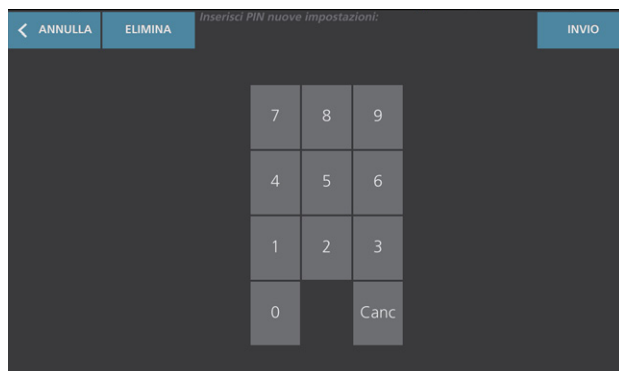 Inserisci PIN nuove impostazioni:
ANNULLA ELIMINA INVIO
7 8 9
4 5 6
1 2 3
0 Canc